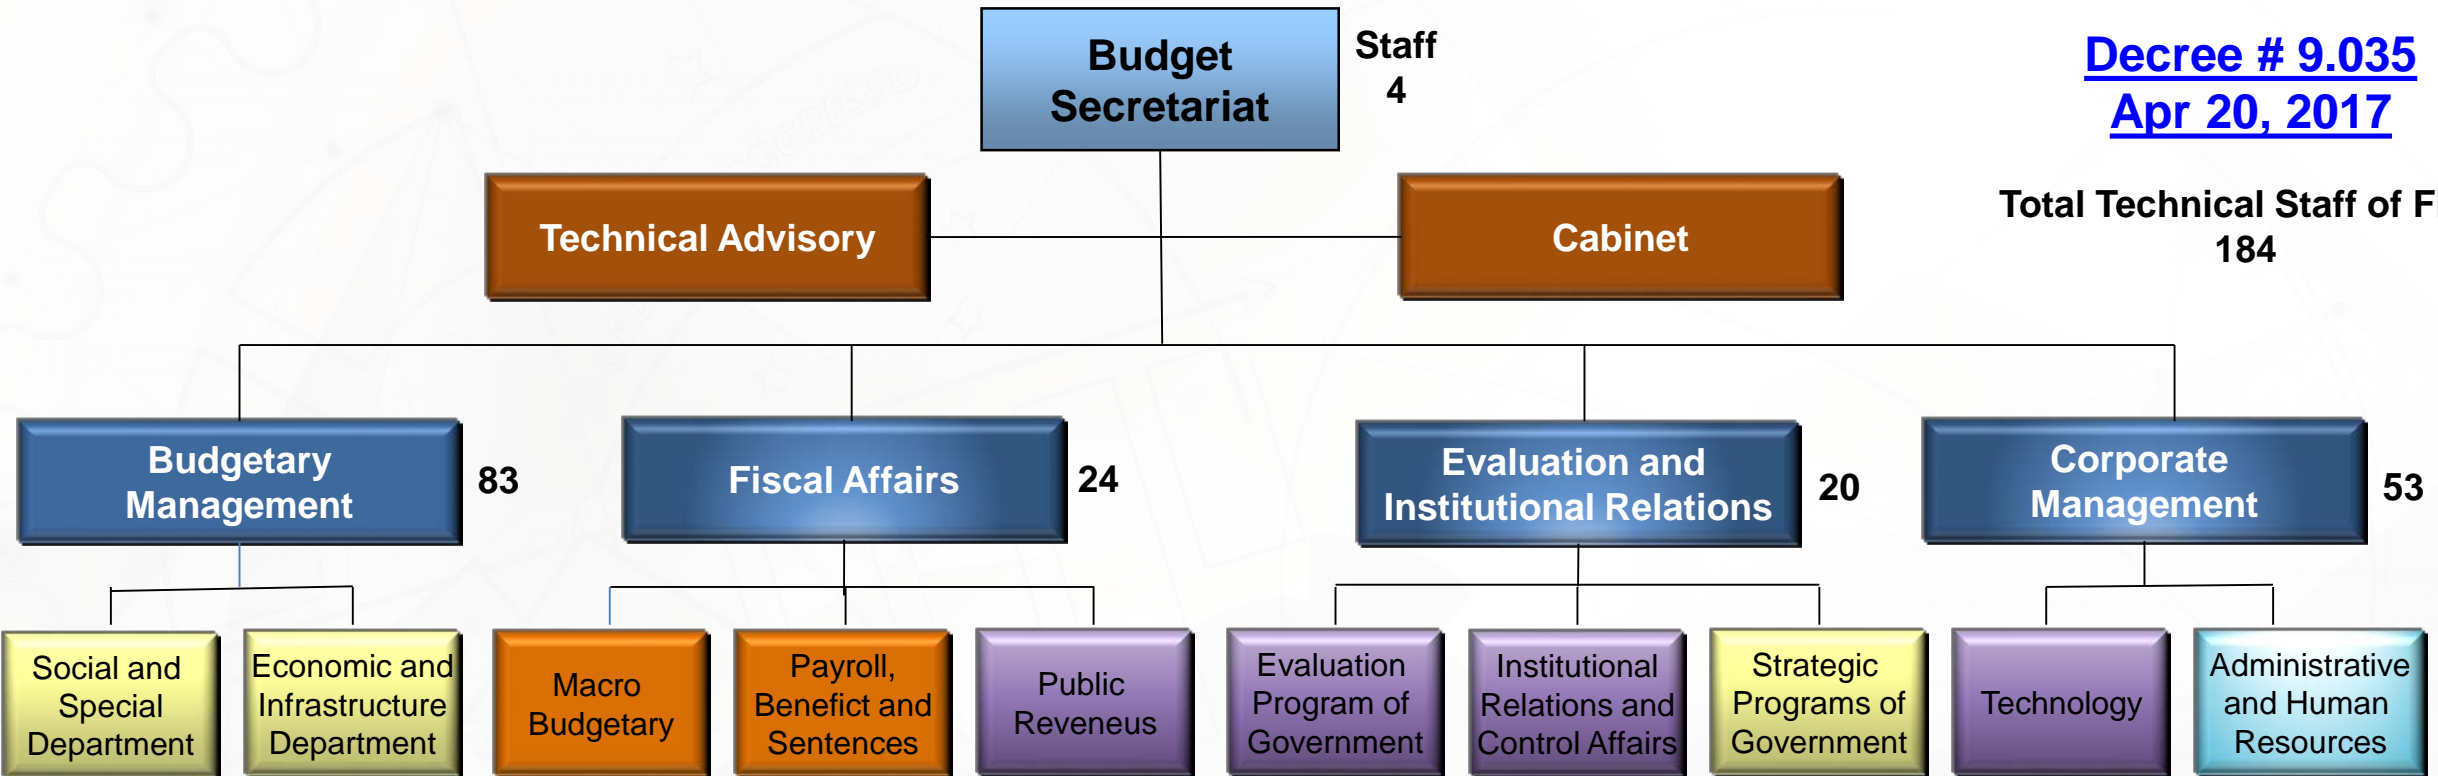 Budget
Secretariat
Staff
4
Decree # 9.035
Apr 20, 2017
Total Technical Staff of
184
Technical Advisory
Cabinet
Budgetary
Management
83
Fiscal Affairs
24
Evaluation and
Institutional Relations
20
Corporate
Management
53
Social and
Special
Department
Economic and
Infrastructure
Department
Macro
Budgetary
Payroll,
Benefict and
Sentences
Public
Reveneus
Evaluation
Program of
Government
Institutional
Relations and
Control Affairs
Strategic
Programs of
Government
Technology
Administrative
and Human
Resources